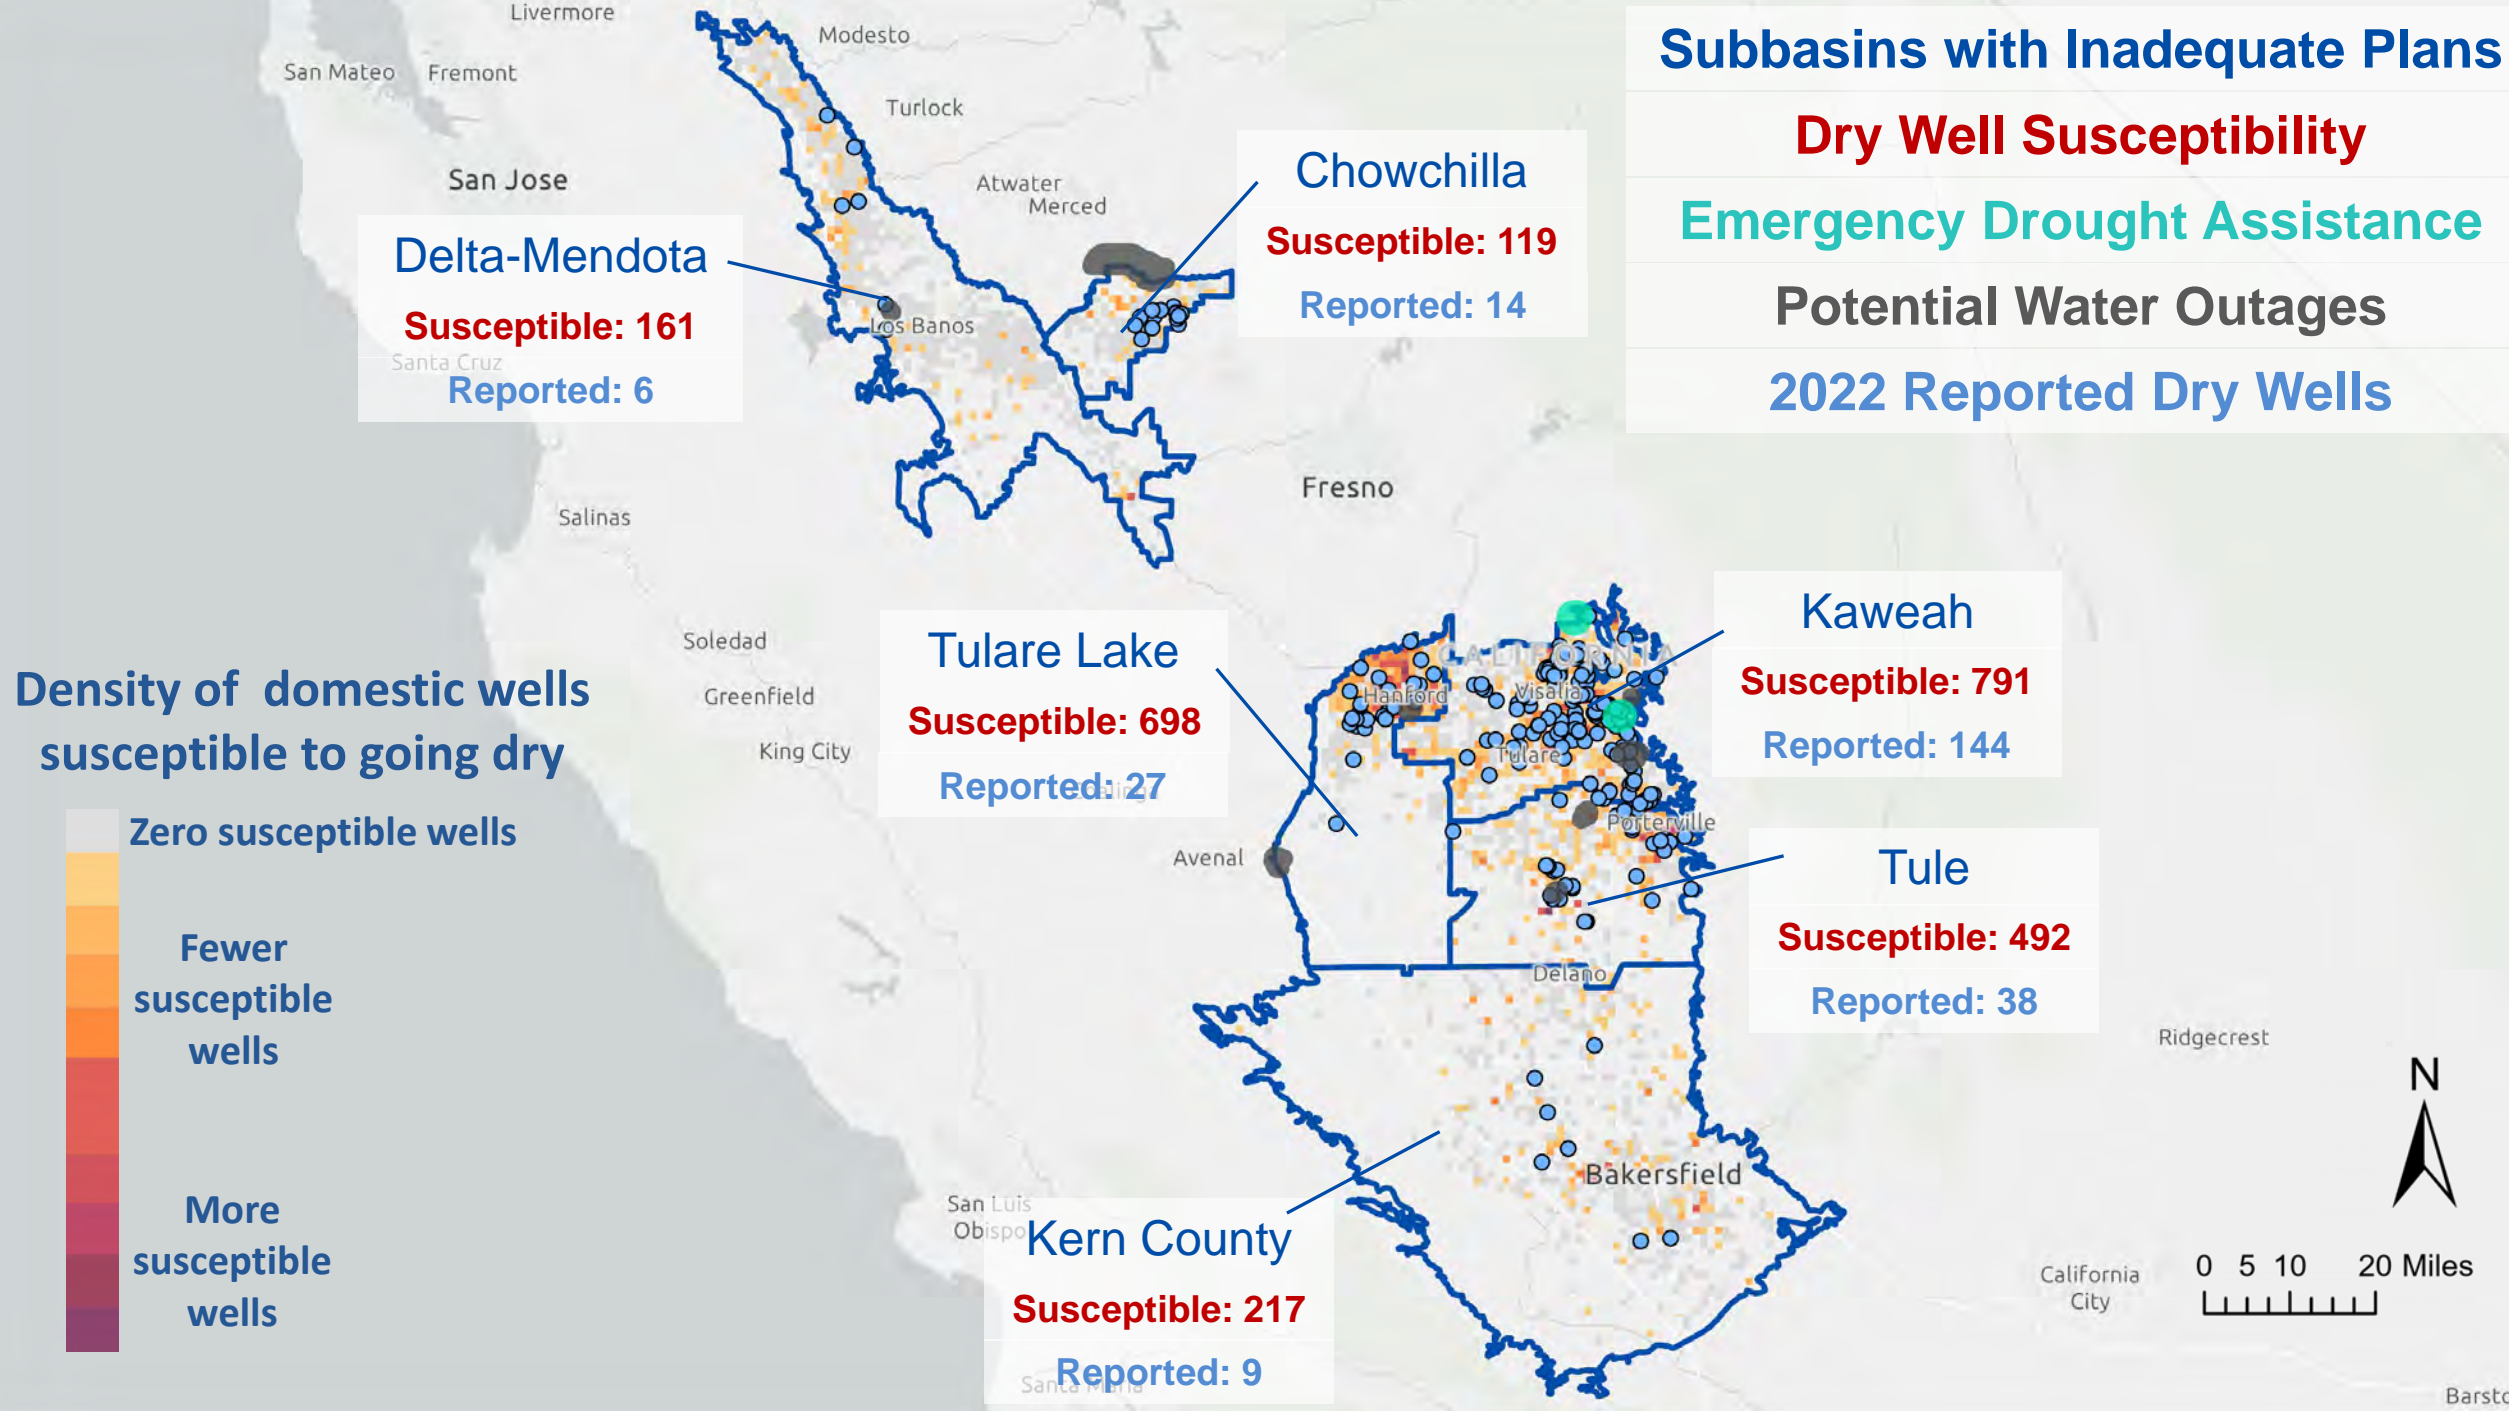 Subbasins with Inadequate Plans
Dry Well Susceptibility
Emergency Drought Assistance
Potential Water Outages
2022 Reported Dry Wells
Livermore
Modesto
San Mateo
Fremont
Turlock
San Jose
Atwater
Merced
Chowchilla
Susceptible: 119
Reported: 14
Delta-Mendota
Susceptible: 161
Reported: 6
Los Banos
Santa Cruz
Fresno
Salinas
Soledad
Greenfield
King City
Tulare Lake
Susceptible: 698
Reported: 27
Coalinga
Kaweah
Susceptible: 791
Reported: 144
CALIFORNIA
Hanford
Visalia
Tulare
Porterville
Avenal
Tule
Susceptible: 492
Reported: 38
Delano
Density of domestic wells
susceptible to going dry
Zero susceptible wells
Fewer
susceptible
wells
More
susceptible
wells
Ridgecrest
N
Bakersfield
San Luis
Obispo
Kern County
Susceptible: 217
Reported: 9
Santa Maria
California
City
0 5 10 20 Miles
Barsto